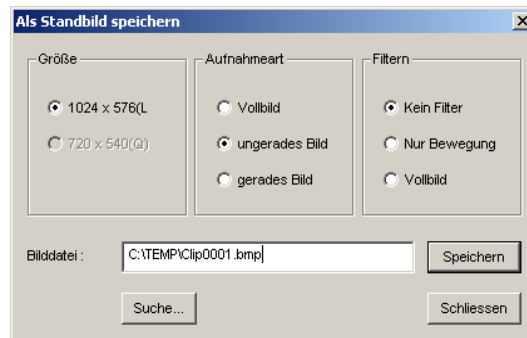 Als Standbild speichern
Größe
1024 x 576(L
720 x 540(Q)
Aufnahmeart
Vollbild
ungerades Bild
gerades Bild
Filtern
Kein Filter
Nur Bewegung
Vollbild
Bilddatei :
C:\TEMP\Clip0001.bmp
Speichern
Suche...
Schliessen